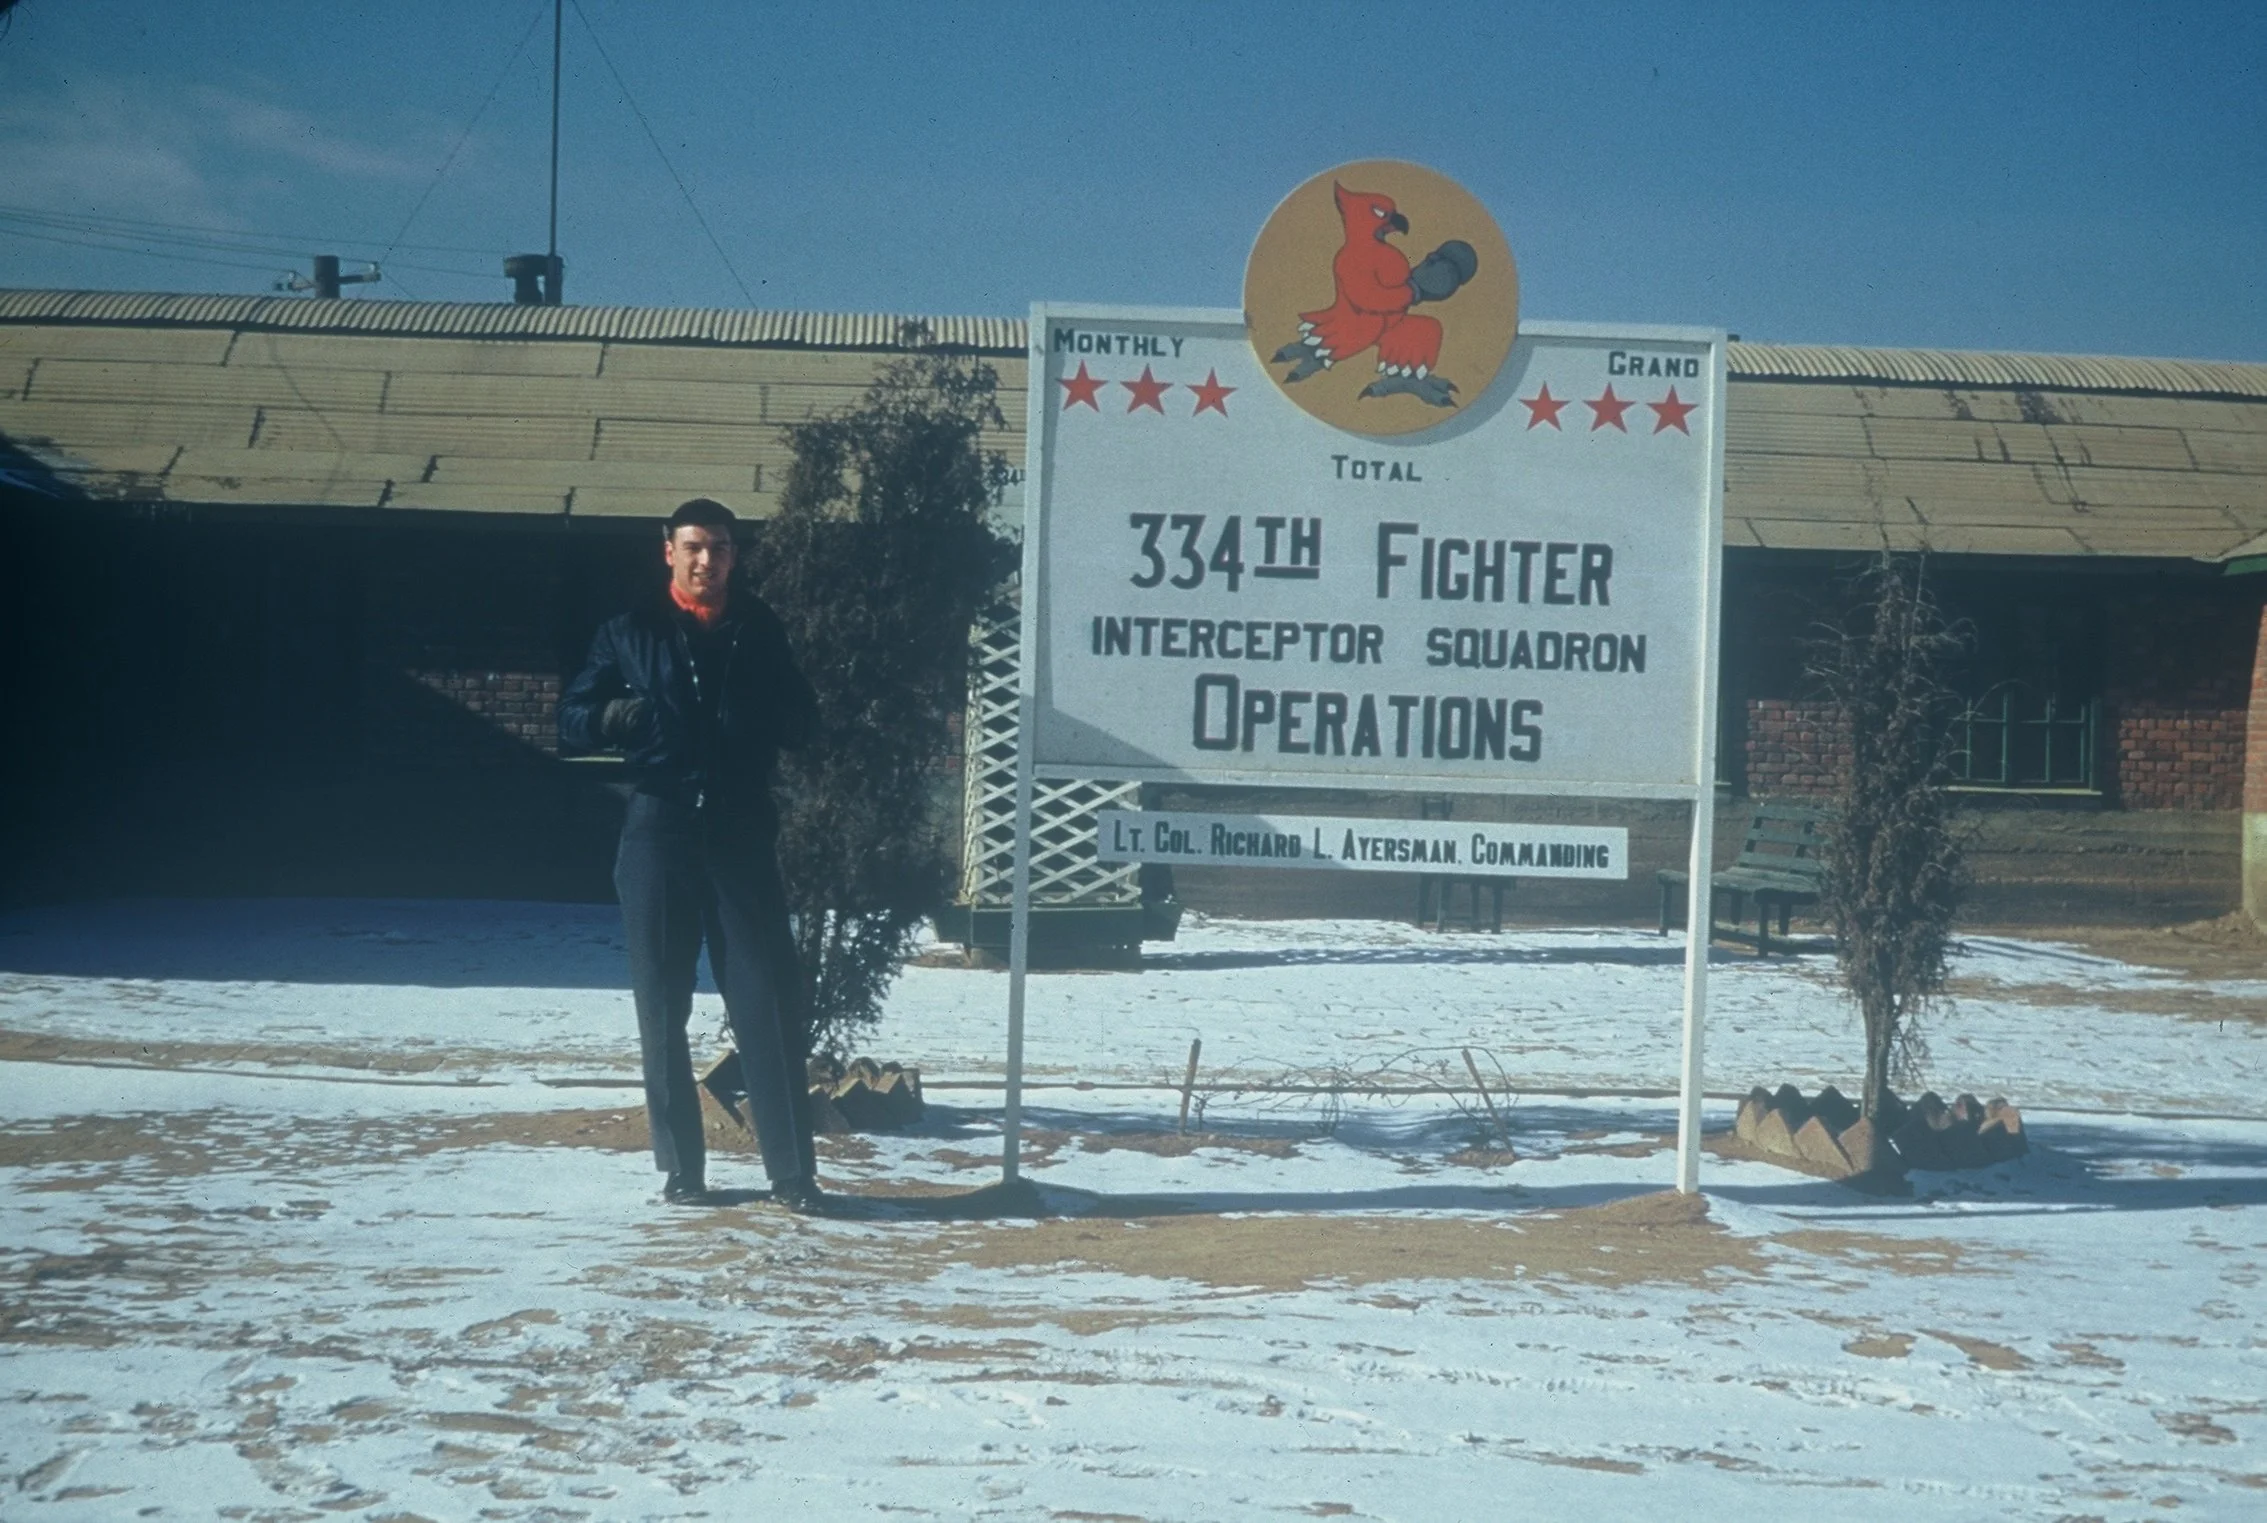 MONTHLY
GRAND
TOTAL
334TH FIGHTER
INTERCEPTOR SQUADRON
OPERATIONS
LT. COL. RICHARD L. AYERSMAN. COMMANDING